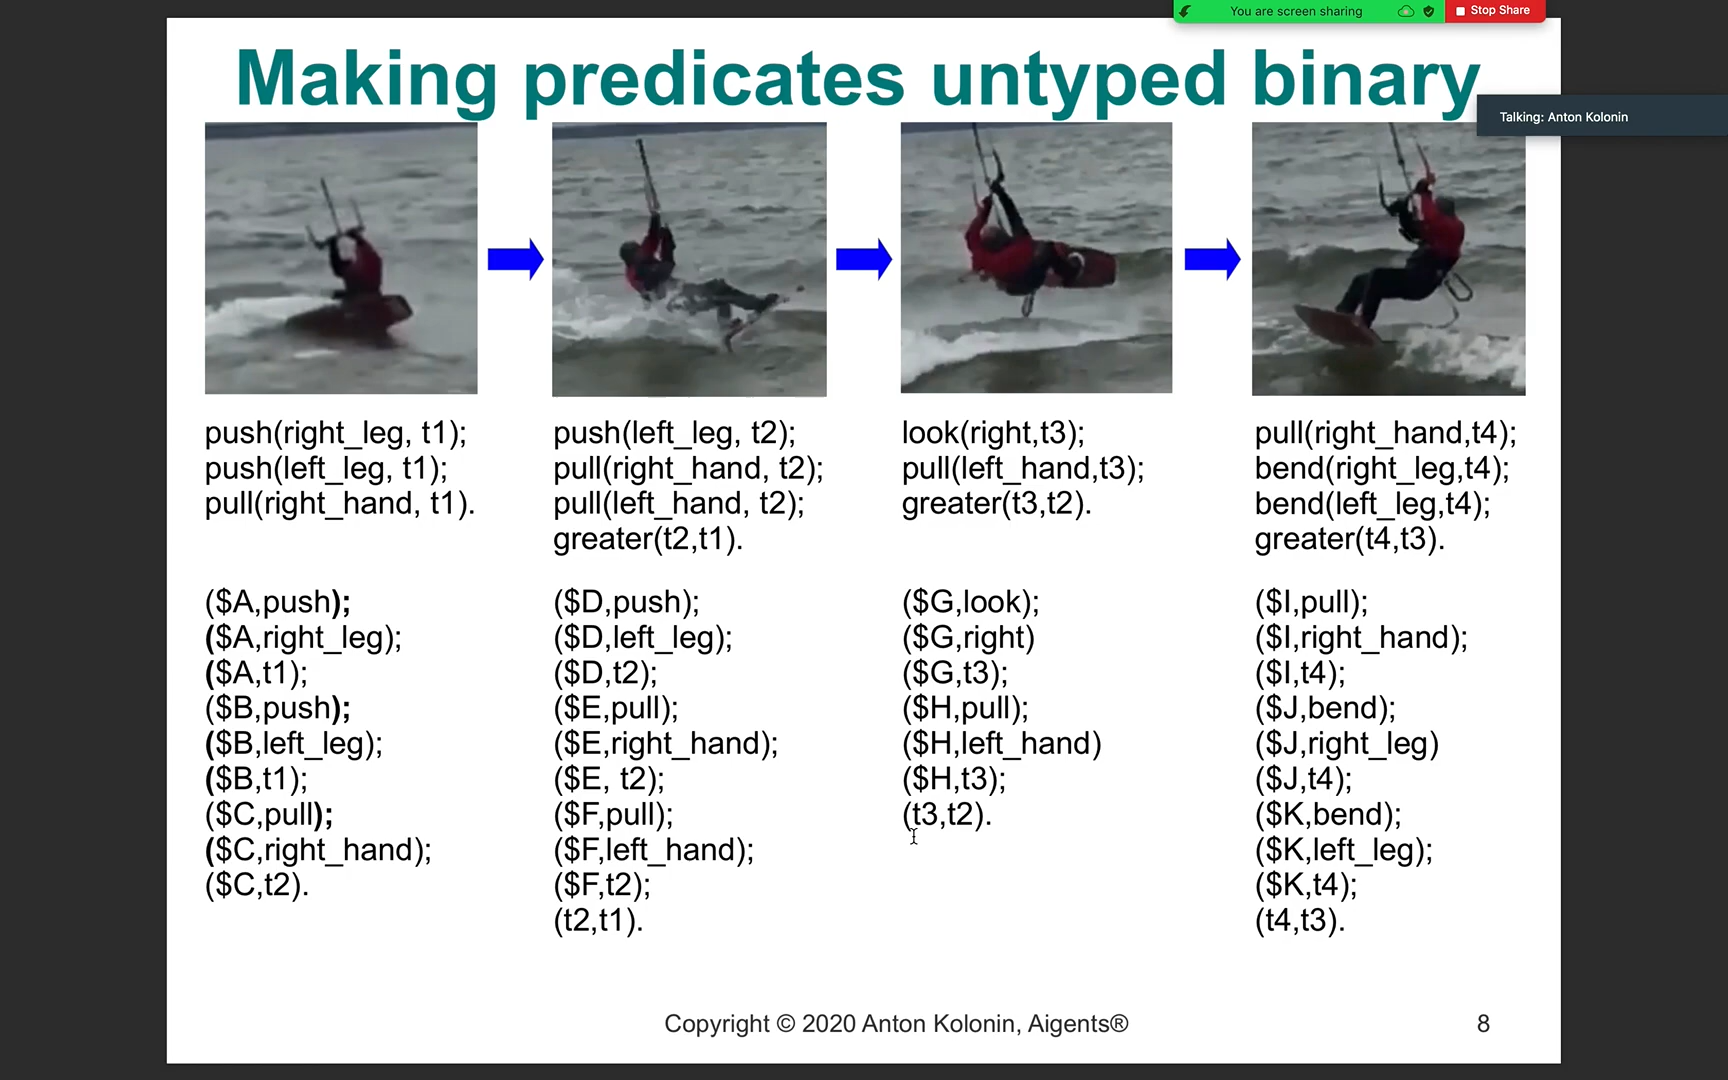 You are screen sharing
Stop Share
Making predicates untyped binary
Talking: Anton Kolonin
push(right_leg, t1);
push(left_leg, t1);
pull(right_hand, t1).
push(left_leg, t2);
pull(right_hand, t2);
pull(left_hand, t2);
greater(t2,t1).
look(right,t3);
pull(left_hand,t3);
greater(t3,t2).
pull(right_hand,t4);
bend(right_leg,t4);
bend(left_leg,t4);
greater(t4,t3).
($A,push);
($A,right_leg);
($A,t1);
($B,push);
($B,left_leg);
($B,t1);
($C,pull);
($C,right_hand);
($C,t2).
($D,push);
($D,left_leg);
($D,t2);
($E,pull);
($E,right_hand);
($E, t2);
($F,pull);
($F,left_hand);
($F,t2);
(t2,t1).
($G,look);
($G,right)
($G,t3);
($H,pull);
($H,left_hand)
($H,t3);
(t3,t2).
($I,pull);
($I,right_hand);
($I,t4);
($J,bend);
($J,right_leg)
($J,t4);
($K,bend);
($K,left_leg);
($K,t4);
(t4,t3).
Copyright © 2020 Anton Kolonin, Aigents®
8